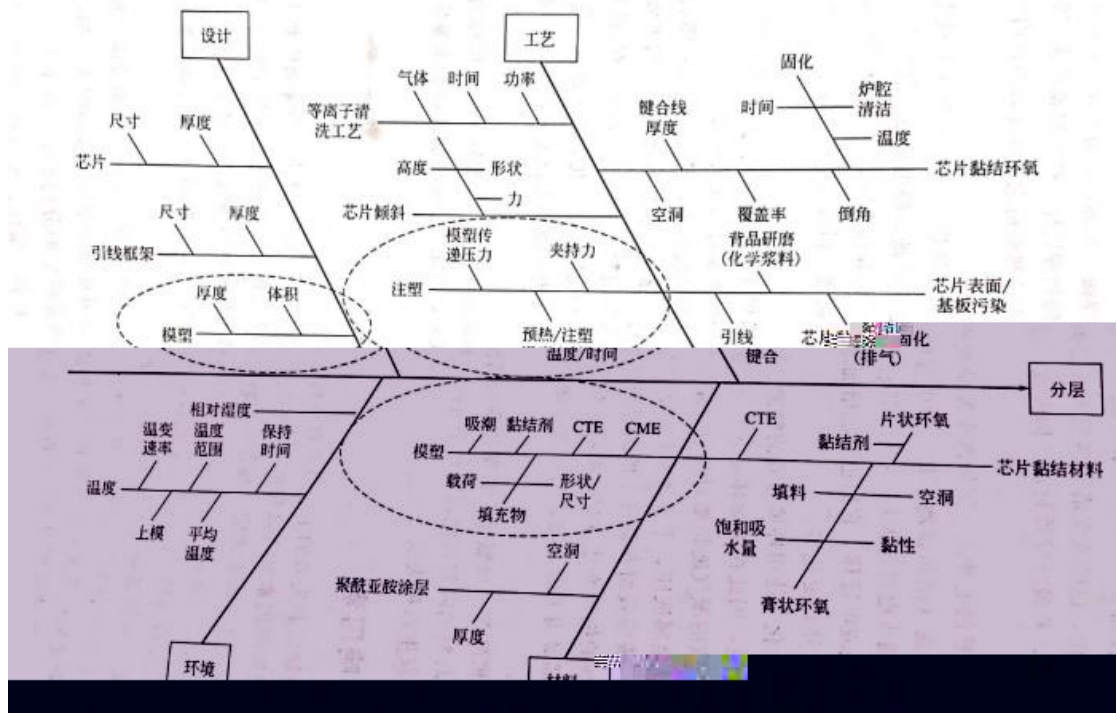 设计
工艺
固化
气体
时间
功率
时间
炉腔
清洁
键合线
厚度
等离子清
洗工艺
尺寸
厚度
温度
芯片
高度
形状
芯片黏结环氧
力
尺寸
厚度
芯片倾斜
空洞
覆盖率
倒角
模塑传
递压力
夹持力
背品研磨
(化学浆料)
引线框架
厚度
体积
注塑
芯片表面/
基板污染
模塑
预热/注塑
温度/时间
引线
键合
固化
(排气)
分层
相对湿度
温变
速率
温度
范围
保持
时间
吸潮
黏结剂
CTE
CME
CTE
片状环氧
黏结剂
模塑
芯片黏结材料
温度
载荷
形状/
尺寸
填料
空洞
填充物
上模
平均
温度
饱和吸
水量
黏性
空洞
聚酰亚胺涂层
膏状环氧
厚度
环境